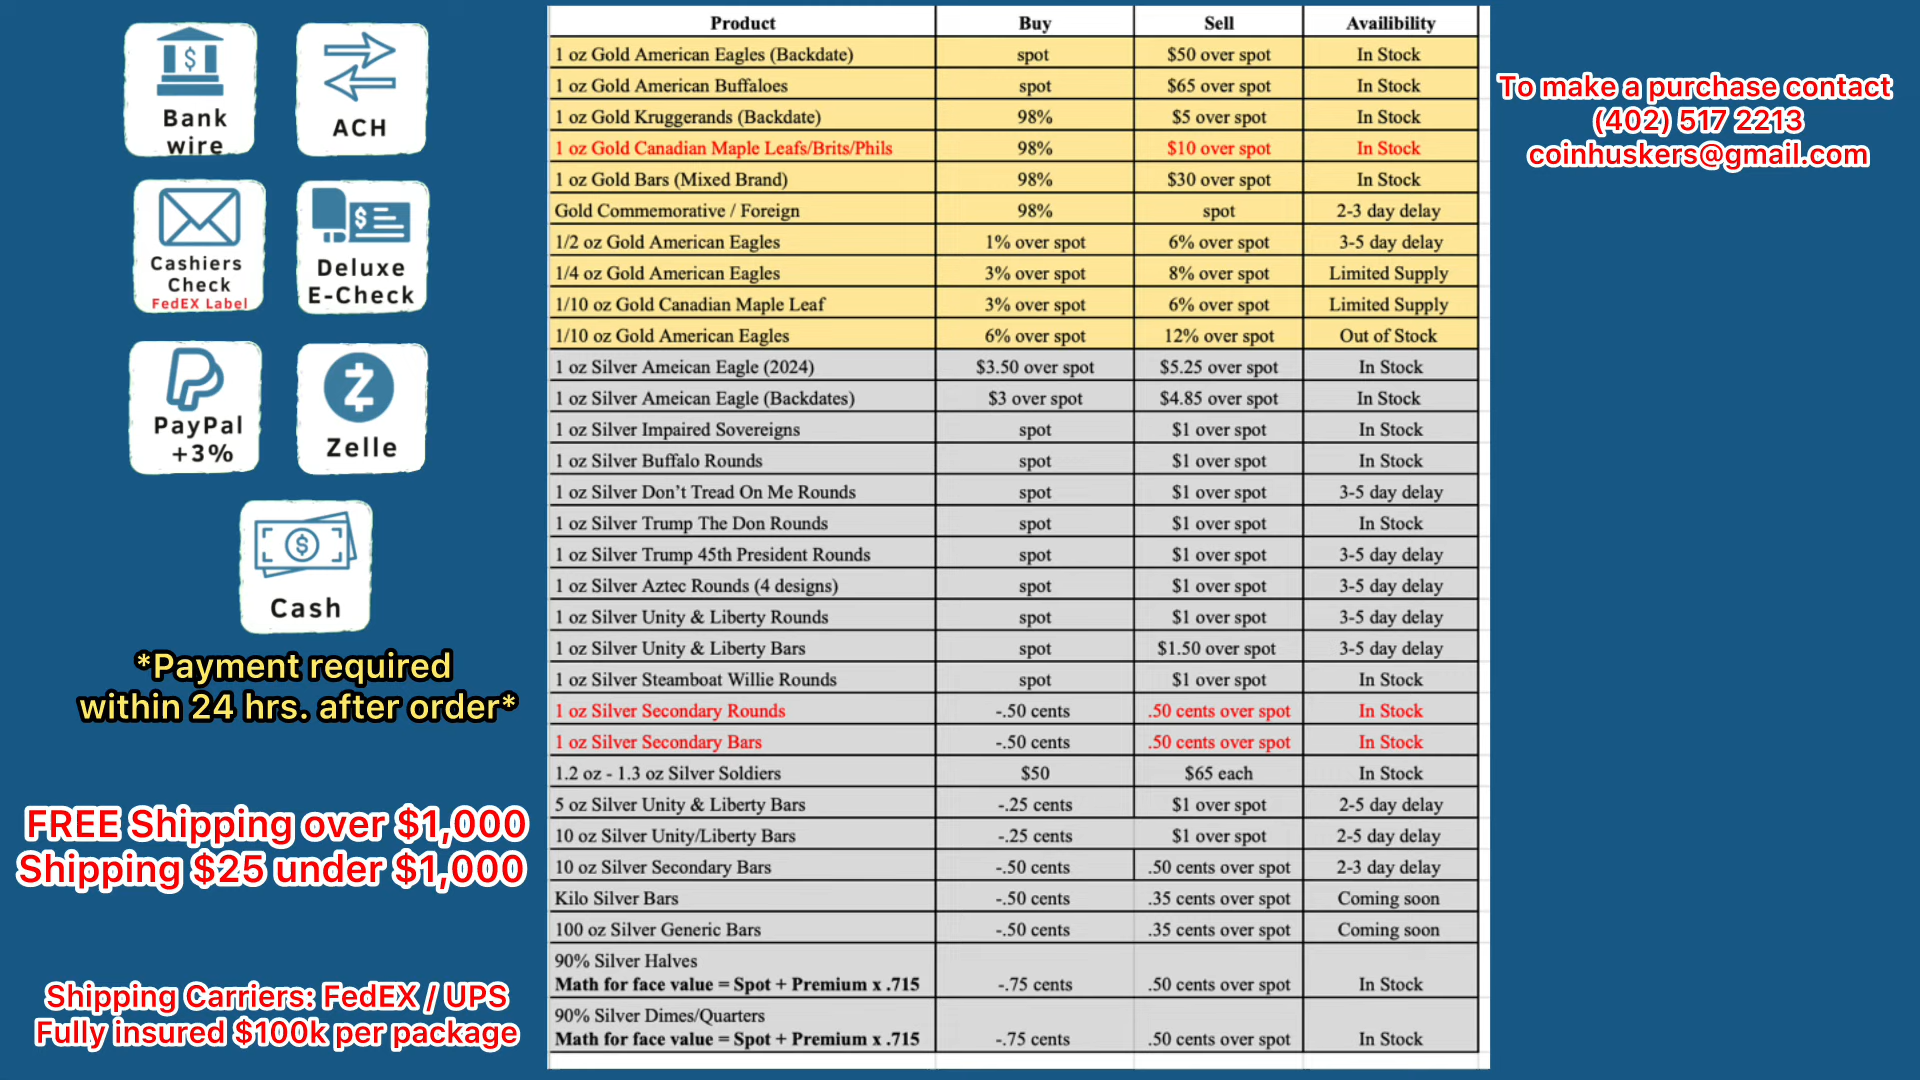 Bank
wire
ACH
Cashiers
Check
FedEX Label
Deluxe
E-Check
PayPal
+3%
Zelle
Cash
*Payment required
within 24 hrs. after order*
FREE Shipping over $1,000
Shipping $25 under $1,000
Shipping Carriers: FedEX / UPS
Fully insured $100k per package
Product Buy Sell Availibility
1 oz Gold American Eagles (Backdate) spot $50 over spot In Stock
1 oz Gold American Buffaloes spot $65 over spot In Stock
1 oz Gold Kruggerands (Backdate) 98% $5 over spot In Stock
1 oz Gold Canadian Maple Leafs/Brits/Phils 98% $10 over spot In Stock
1 oz Gold Bars (Mixed Brand) 98% $30 over spot In Stock
Gold Commemorative / Foreign 98% spot 2-3 day delay
1/2 oz Gold American Eagles 1% over spot 6% over spot 3-5 day delay
1/4 oz Gold American Eagles 3% over spot 8% over spot Limited Supply
1/10 oz Gold Canadian Maple Leaf 3% over spot 6% over spot Limited Supply
1/10 oz Gold American Eagles 6% over spot 12% over spot Out of Stock
1 oz Silver Ameican Eagle (2024) $3.50 over spot $5.25 over spot In Stock
1 oz Silver Ameican Eagle (Backdates) $3 over spot $4.85 over spot In Stock
1 oz Silver Impaired Sovereigns spot $1 over spot In Stock
1 oz Silver Buffalo Rounds spot $1 over spot In Stock
1 oz Silver Don't Tread On Me Rounds spot $1 over spot 3-5 day delay
1 oz Silver Trump The Don Rounds spot $1 over spot In Stock
1 oz Silver Trump 45th President Rounds spot $1 over spot 3-5 day delay
1 oz Silver Aztec Rounds (4 designs) spot $1 over spot 3-5 day delay
1 oz Silver Unity & Liberty Rounds spot $1 over spot 3-5 day delay
1 oz Silver Unity & Liberty Bars spot $1.50 over spot 3-5 day delay
1 oz Silver Steamboat Willie Rounds spot $1 over spot In Stock
1 oz Silver Secondary Rounds -.50 cents .50 cents over spot In Stock
1 oz Silver Secondary Bars -.50 cents .50 cents over spot In Stock
1.2 oz - 1.3 oz Silver Soldiers $50 $65 each In Stock
5 oz Silver Unity & Liberty Bars -.25 cents $1 over spot 2-5 day delay
10 oz Silver Unity/Liberty Bars -.25 cents $1 over spot 2-5 day delay
10 oz Silver Secondary Bars -.50 cents .50 cents over spot 2-3 day delay
Kilo Silver Bars -.50 cents .35 cents over spot Coming soon
100 oz Silver Generic Bars -.50 cents .35 cents over spot Coming soon
90% Silver Halves
Math for face value = Spot + Premium x .715 -.75 cents .50 cents over spot In Stock
90% Silver Dimes/Quarters
Math for face value = Spot + Premium x .715 -.75 cents .50 cents over spot In Stock
To make a purchase contact
(402) 517 2213
coinhuskers@gmail.com